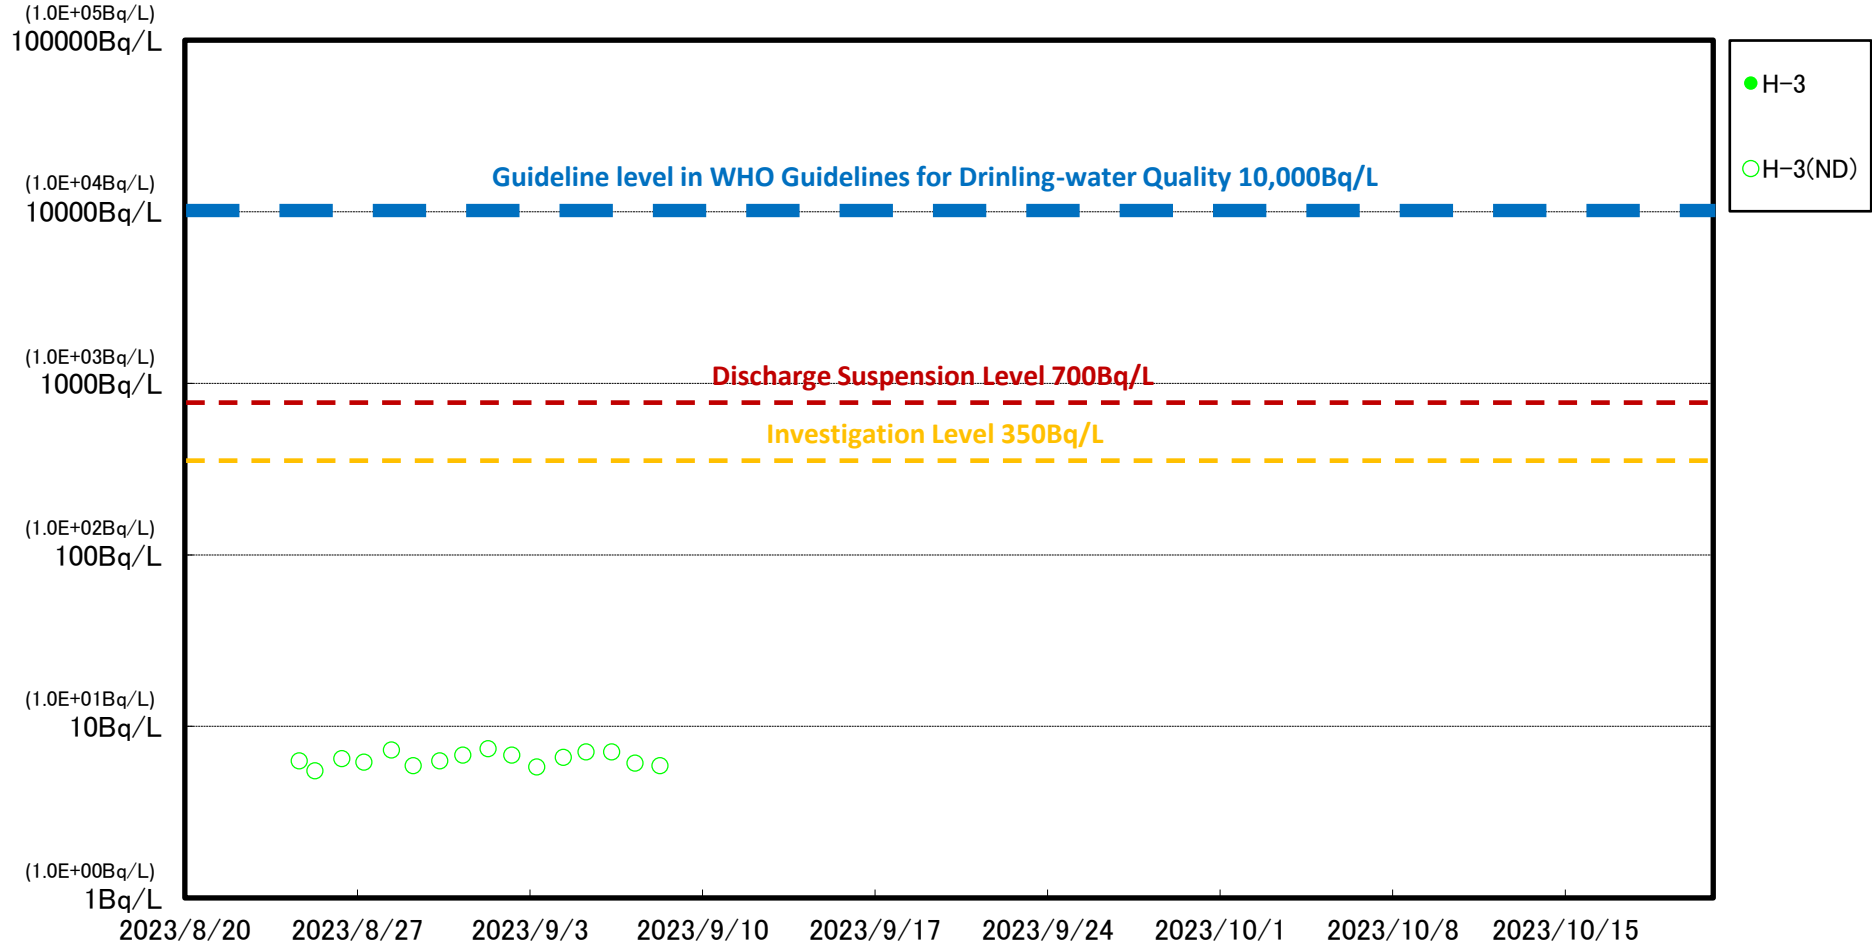 (1.0E+05Bq/L)
100000Bq/L
H-3
H-3(ND)
Guideline level in WHO Guidelines for Drinling-water Quality 10,000Bq/L
(1.0E+04Bq/L)
10000Bq/L
(1.0E+03Bq/L)
1000Bq/L
Discharge Suspension Level 700Bq/L
Investigation Level 350Bq/L
(1.0E+02Bq/L)
100Bq/L
(1.0E+01Bq/L)
10Bq/L
(1.0E+00Bq/L)
1Bq/L
2023/8/20 2023/8/27 2023/9/3 2023/9/10 2023/9/17 2023/9/24 2023/10/1 2023/10/8 2023/10/15